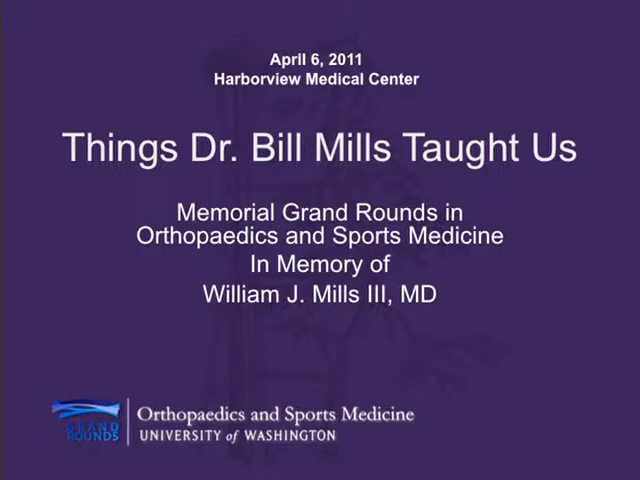 April 6, 2011
Harborview Medical Center
Things Dr. Bill Mills Taught Us
Memorial Grand Rounds in
Orthopaedics and Sports Medicine
In Memory of
William J. Mills III, MD
GRAND
ROUNDS
Orthopaedics and Sports Medicine
UNIVERSITY of WASHINGTON